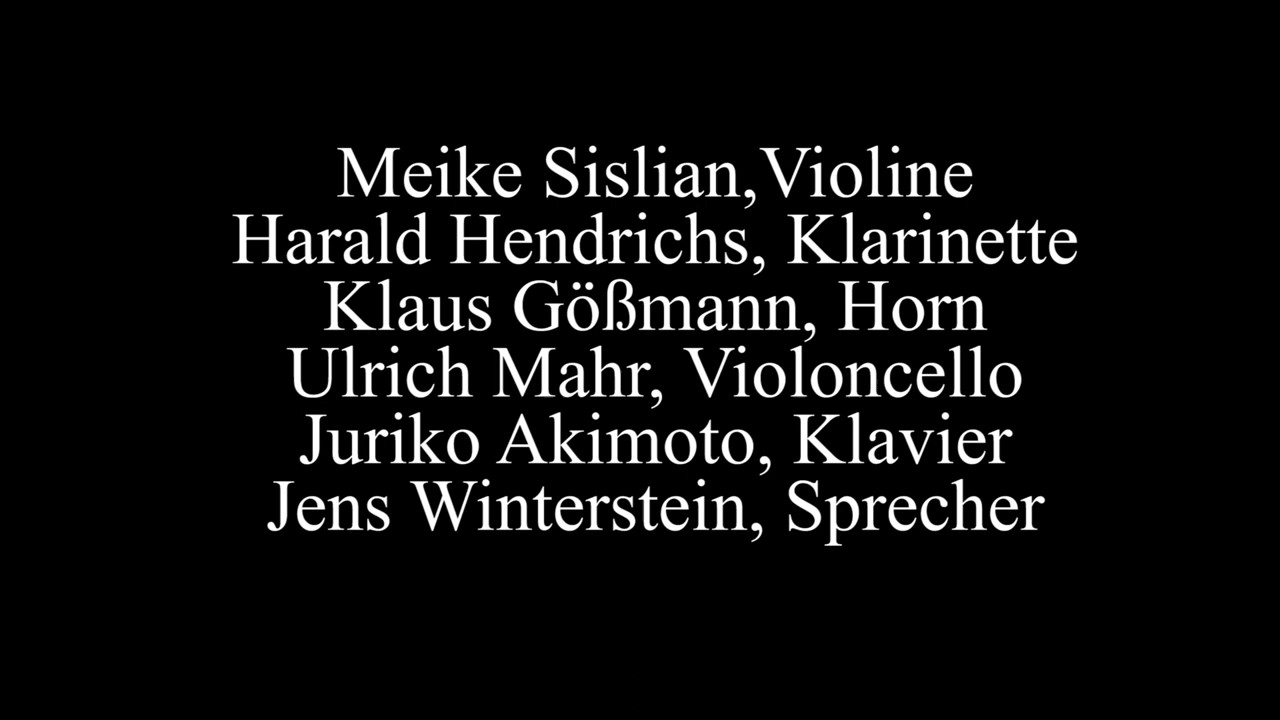 Meike Sislian,Violine
Harald Hendrichs, Klarinette
Klaus Gößmann, Horn
Ulrich Mahr, Violoncello
Juriko Akimoto, Klavier
Jens Winterstein, Sprecher